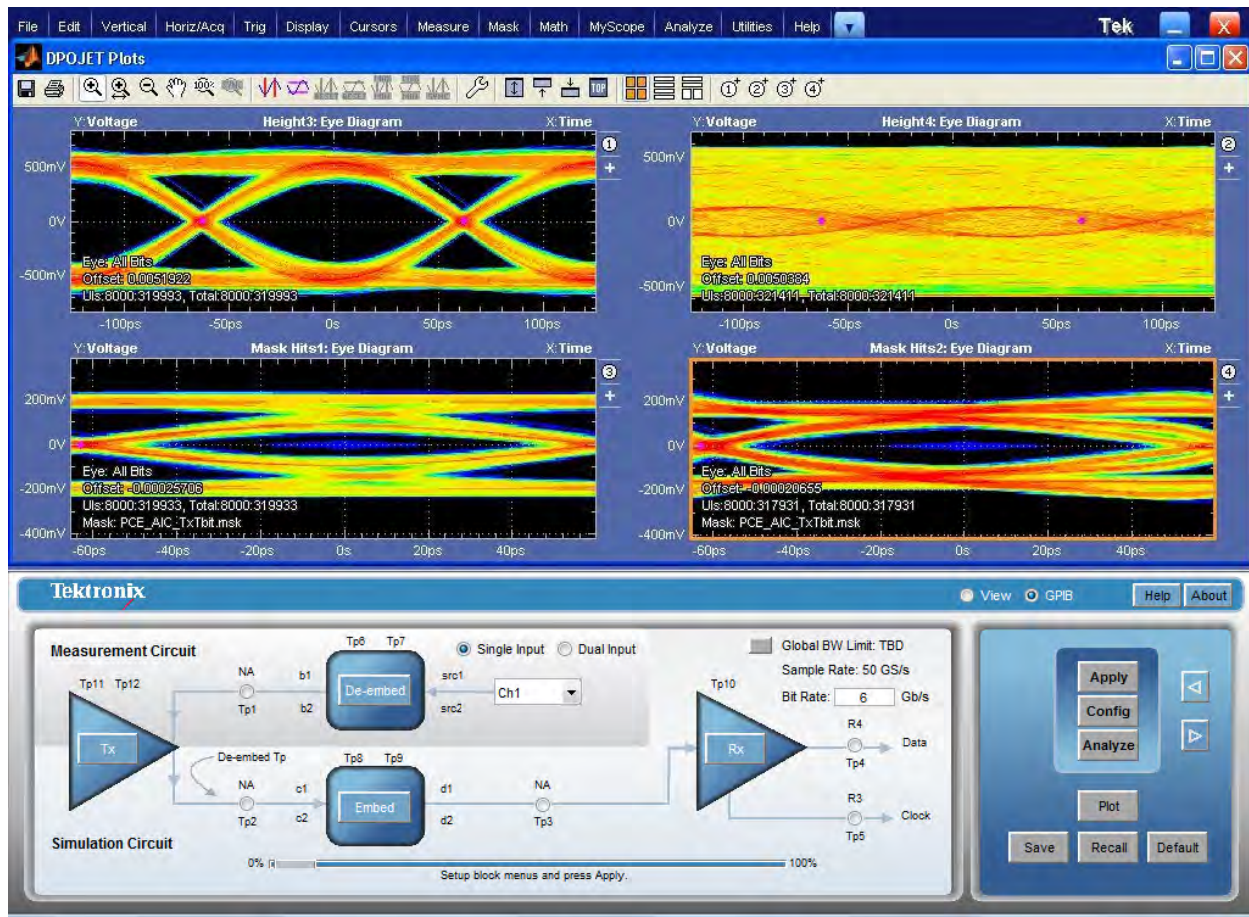 File Edit Vertical Horiz/Acq Trig Display Cursors Measure Mask Math MyScope Analyze Utilities Help Tek
DPOJET Plots
Y:Voltage Height3: Eye Diagram X:Time
1
+
500mV
0V
-500mV
Eye: All Bits
Offset: 0.0051922
UIs:8000:319993, Total:8000:319993
-100ps -50ps 0s 50ps 100ps
Y:Voltage Height4: Eye Diagram X:Time
2
+
500mV
0V
-500mV
Eye: All Bits
Offset: 0.0050384
UIs:8000:321411, Total:8000:321411
-100ps -50ps 0s 50ps 100ps
Y:Voltage Mask Hits1: Eye Diagram X:Time
3
+
200mV
0V
-200mV
-400mV
Eye: All Bits
Offset: -0.00025706
UIs:8000:319933, Total:8000:319933
Mask: PCE_AIC_TxTbit.msk
-60ps -40ps -20ps 0s 20ps 40ps
Y:Voltage Mask Hits2: Eye Diagram X:Time
4
+
200mV
0V
-200mV
-400mV
Eye: All Bits
Offset: -0.00020655
UIs:8000:317931, Total:8000:317931
Mask: PCE_AIC_TxTbit.msk
-60ps -40ps -20ps 0s 20ps 40ps
Tektronix View GPIB Help About
Measurement Circuit
Tp11 Tp12
Tx
NA
Tp1
b1
b2
Tp6 Tp7
De-embed
Single Input Dual Input
src1
src2
Ch1
Global BW Limit: TBD
Sample Rate: 50 GS/s
Bit Rate: 6 Gb/s
De-embed Tp
NA
Tp2
c1
c2
Tp8 Tp9
Embed
d1
d2
NA
Tp3
Tp10
Rx
R4
Tp4
Data
R3
Tp5
Clock
Simulation Circuit
0% 100%
Setup block menus and press Apply.
Apply
Config
Analyze
Plot
Save Recall Default